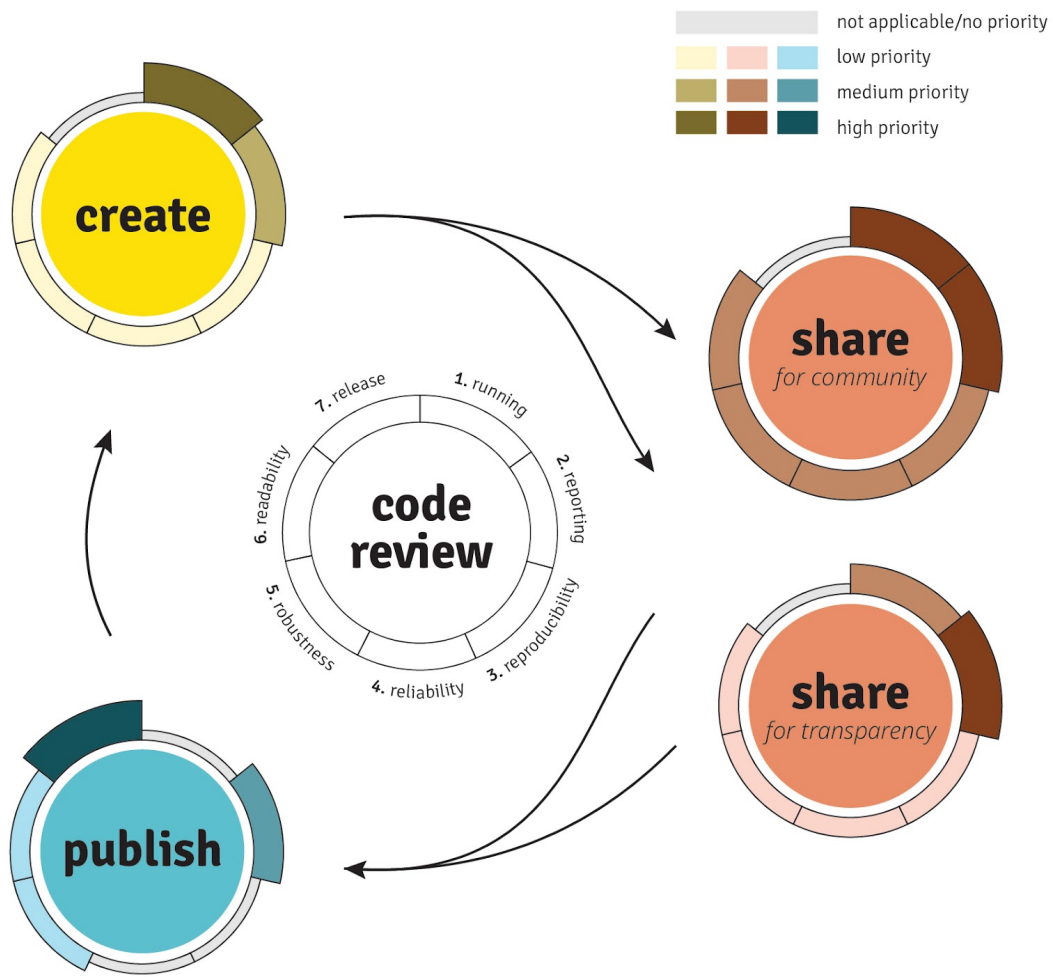 not applicable/no priority
low priority
medium priority
high priority
create
share
for community
7. release
1. running
2. reporting
6. readability
code
review
5. robustness
3. reproducibility
4. reliability
share
for transparency
publish